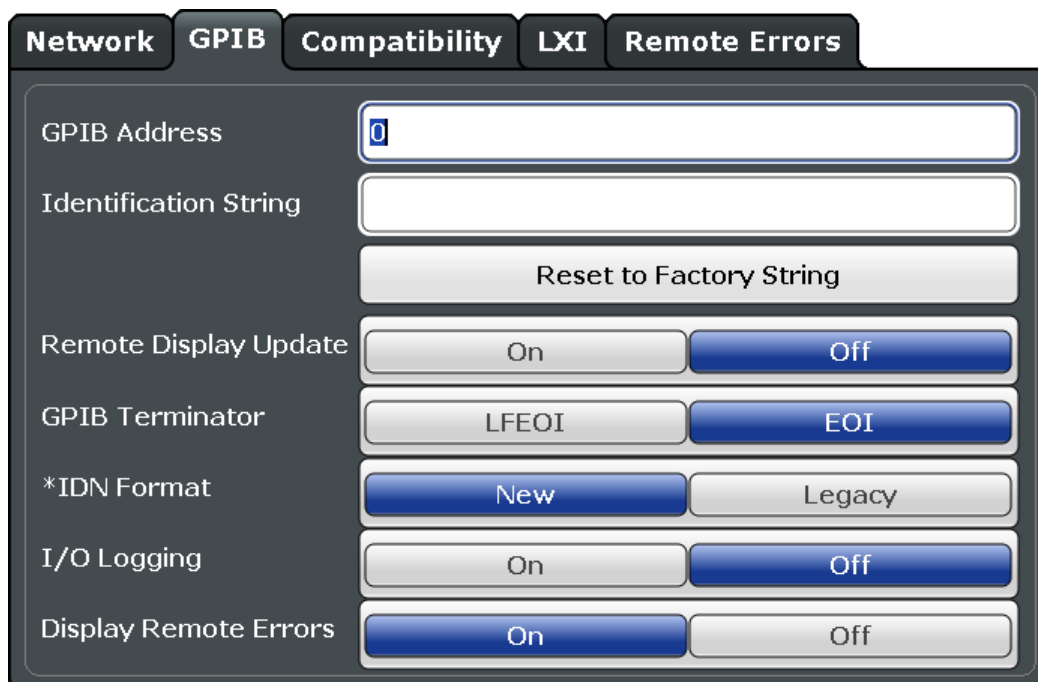 Network GPIB Compatibility LXI Remote Errors
GPIB Address 0
Identification String
Reset to Factory String
Remote Display Update On Off
GPIB Terminator LFEOI EOI
*IDN Format New Legacy
I/O Logging On Off
Display Remote Errors On Off